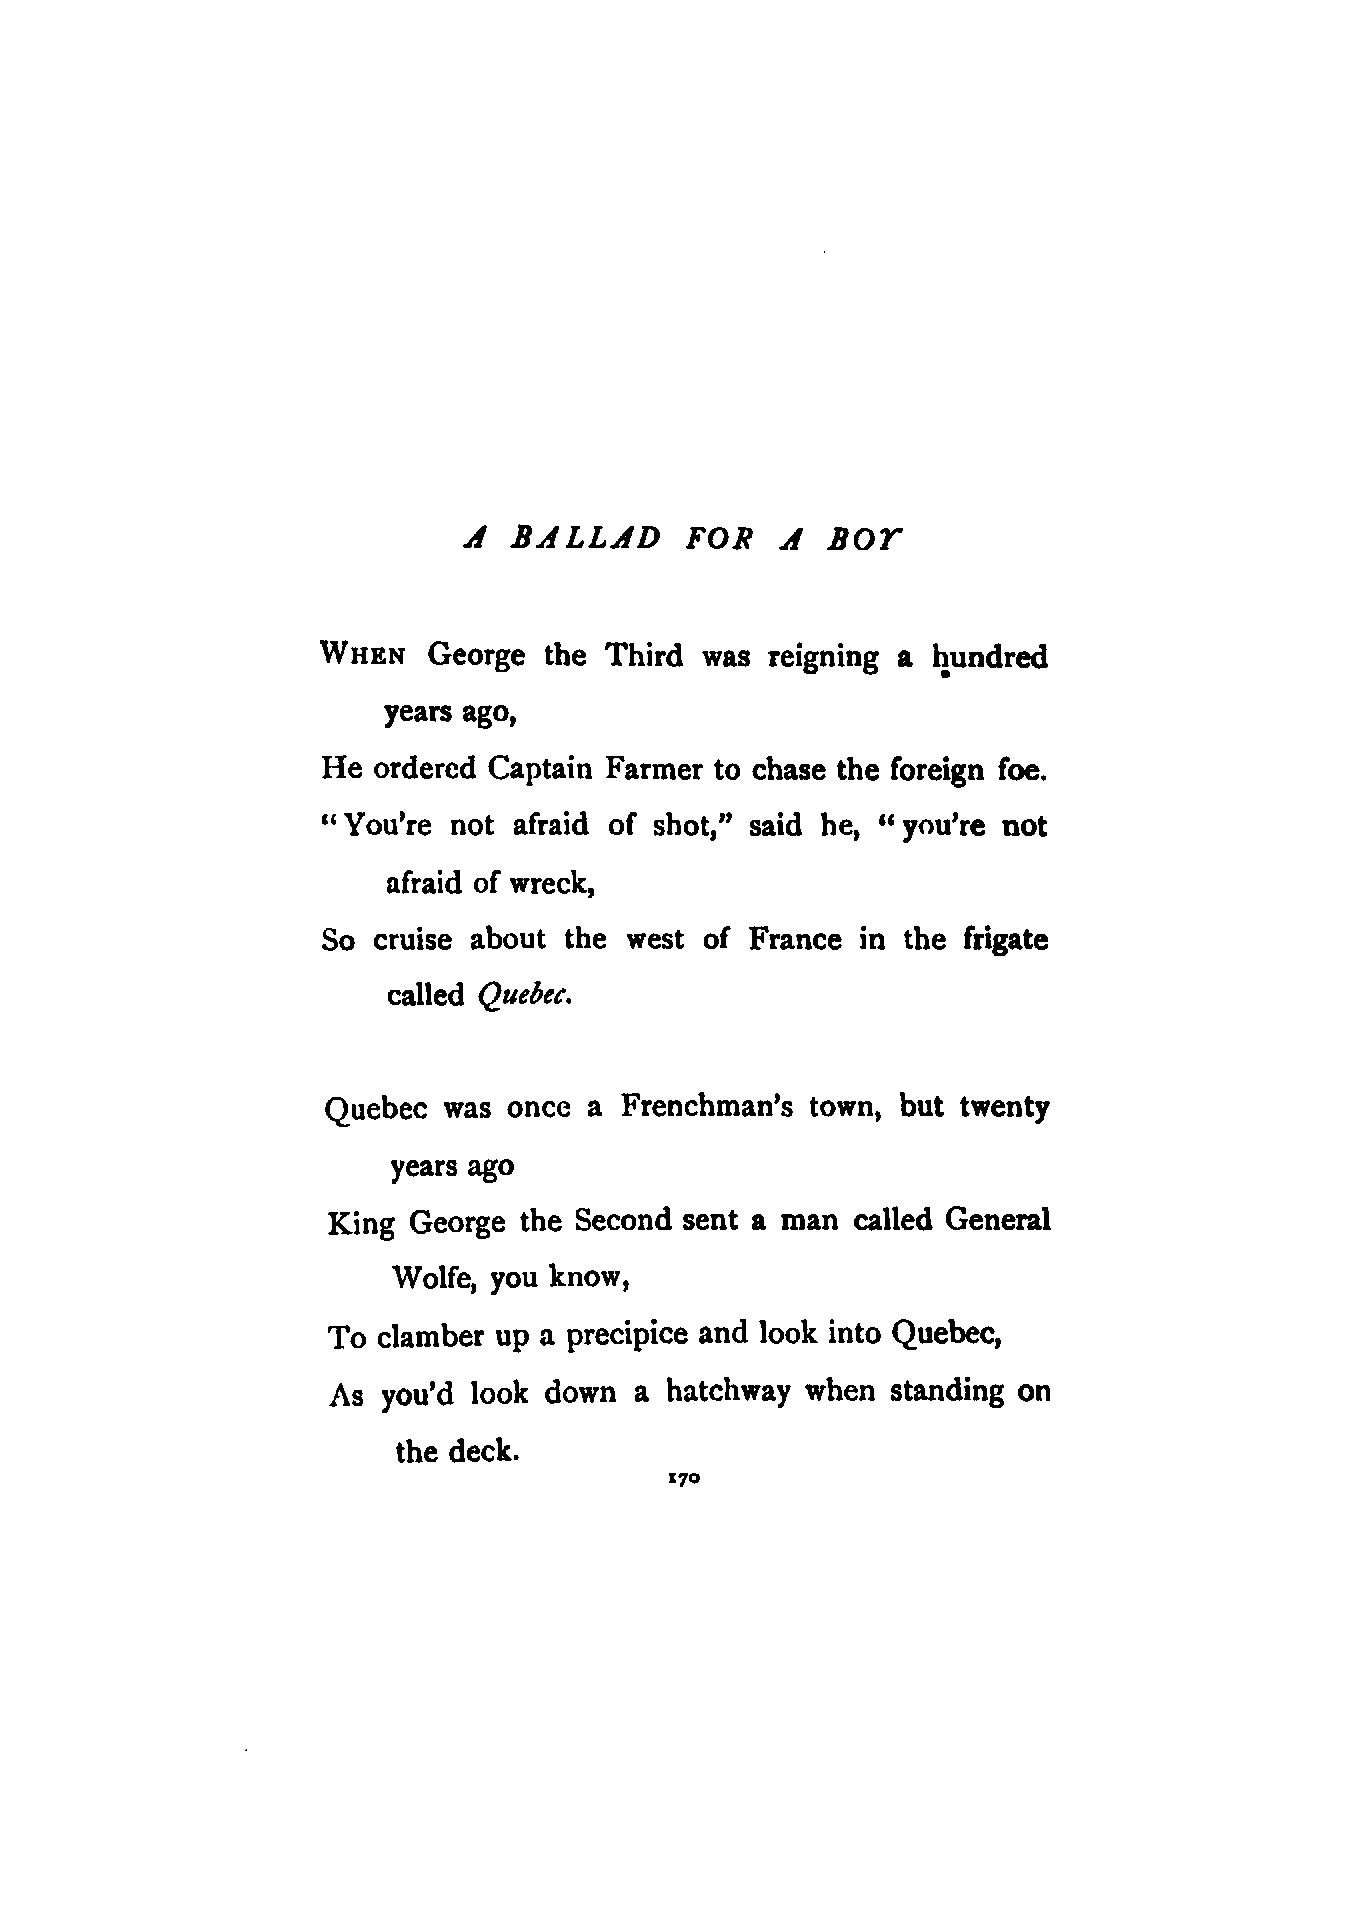 A BALLAD FOR A BOY
WHEN George the Third was reigning a hundred
years ago,
He ordered Captain Farmer to chase the foreign foe.
"You're not afraid of shot," said he, "you're not
afraid of wreck,
So cruise about the west of France in the frigate
called Quebec.
Quebec was once a Frenchman's town, but twenty
years ago
King George the Second sent a man called General
Wolfe, you know,
To clamber up a precipice and look into Quebec,
As you'd look down a hatchway when standing on
the deck.
170